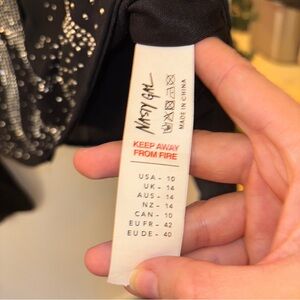 NASTY GAL
MADE IN CHINA
KEEP AWAY
FROM FIRE
USA - 10
UK - 14
AUS - 14
NZ - 14
CAN - 10
EU FR - 42
EU DE - 40